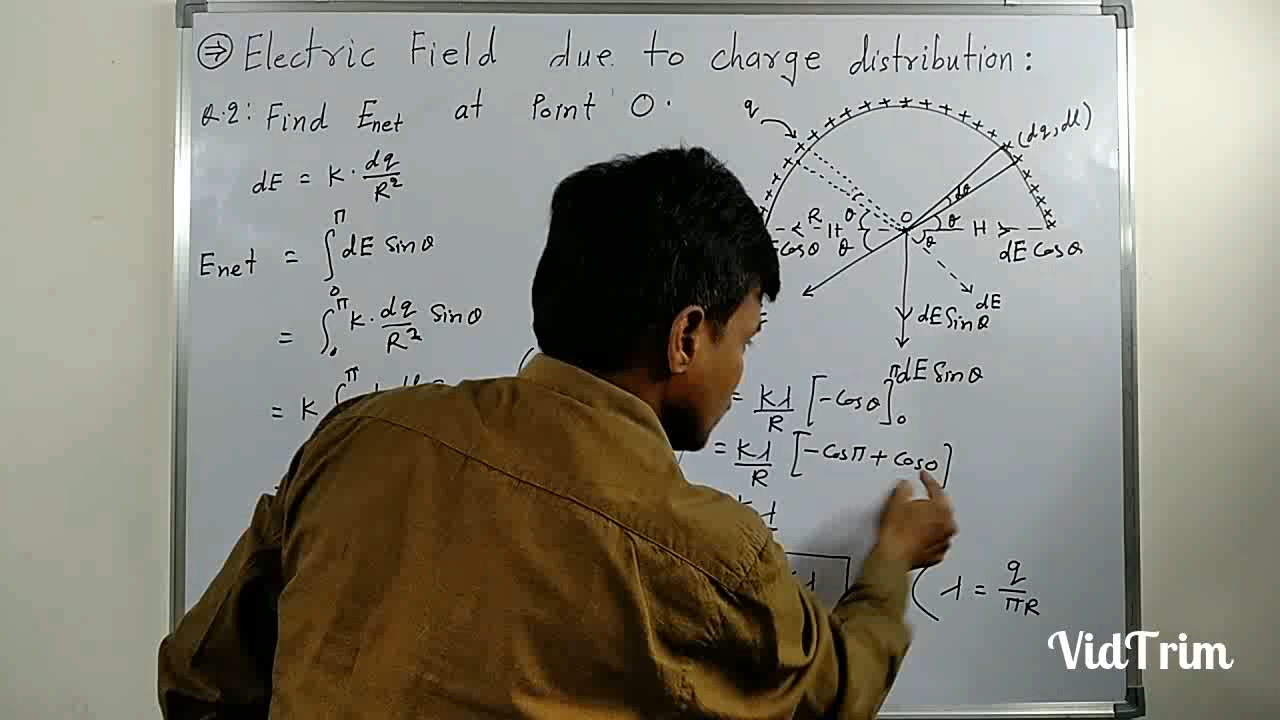 ⇒ Electric Field due to charge distribution:
Q.2: Find Enet at Point O.
dE = K · dq/R²
Enet = ∫₀^π dE Sinθ
= ∫₀^π K · dq/R² Sinθ
= K ∫ π
q
(dq, dl)
dθ
R θ O θ H
θ θ
dE Cosθ
dE
dE Sinθ
dE Sinθ
= Kλ/R [-Cosθ]₀^π
= Kλ/R [-Cosπ + Cos0]
λ = q/πR
VidTrim